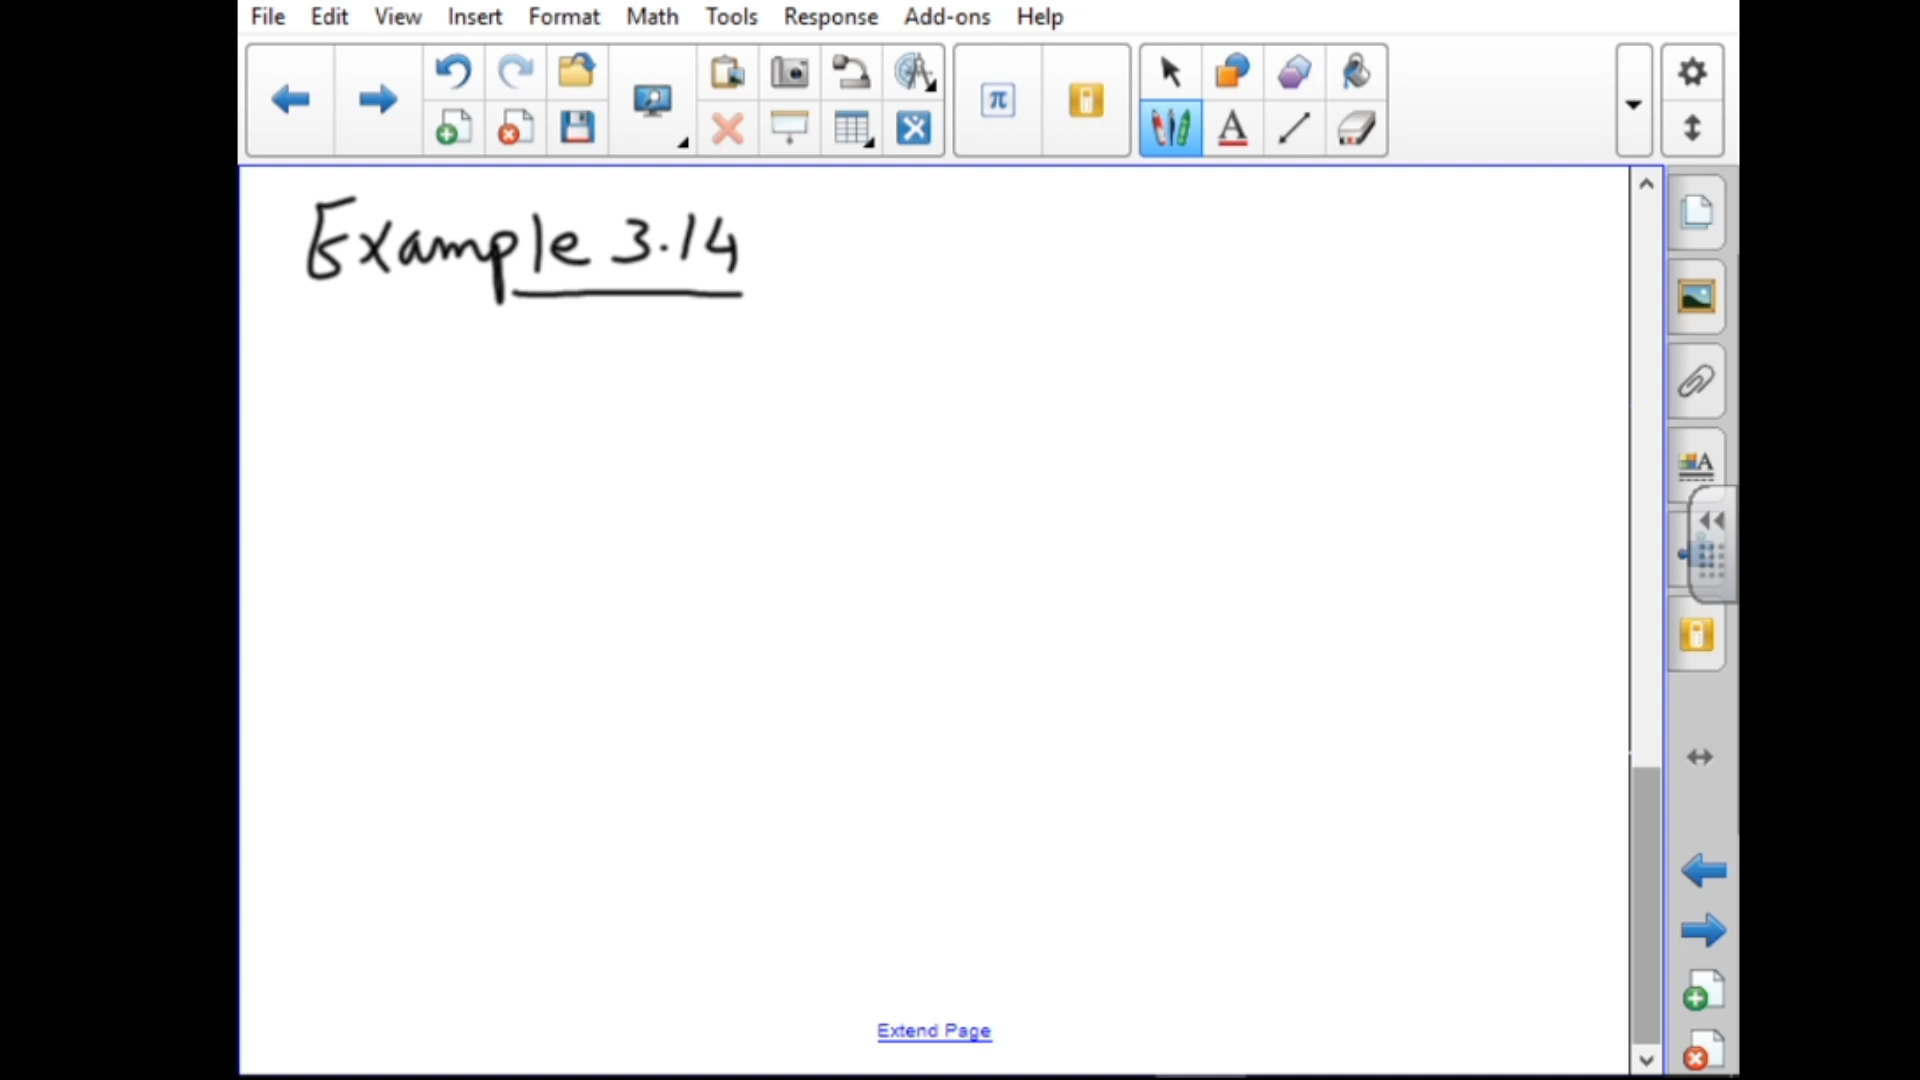 File Edit View Insert Format Math Tools Response Add-ons Help
Example 3.14
Extend Page